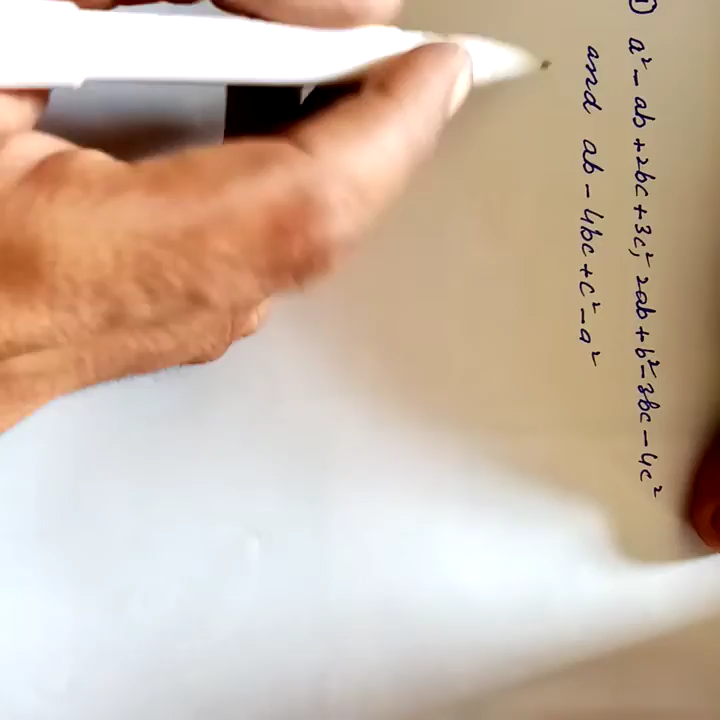 ① a² - ab + 2bc + 3c², 2ab + b² - 3bc - 4c²
and ab - 4bc + c² - a²